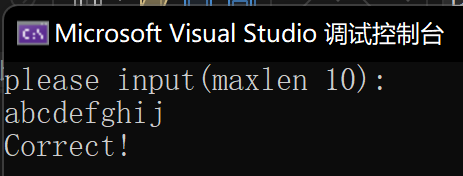 Microsoft Visual Studio 调试控制台
please input(maxlen 10):
abcdefghij
Correct!